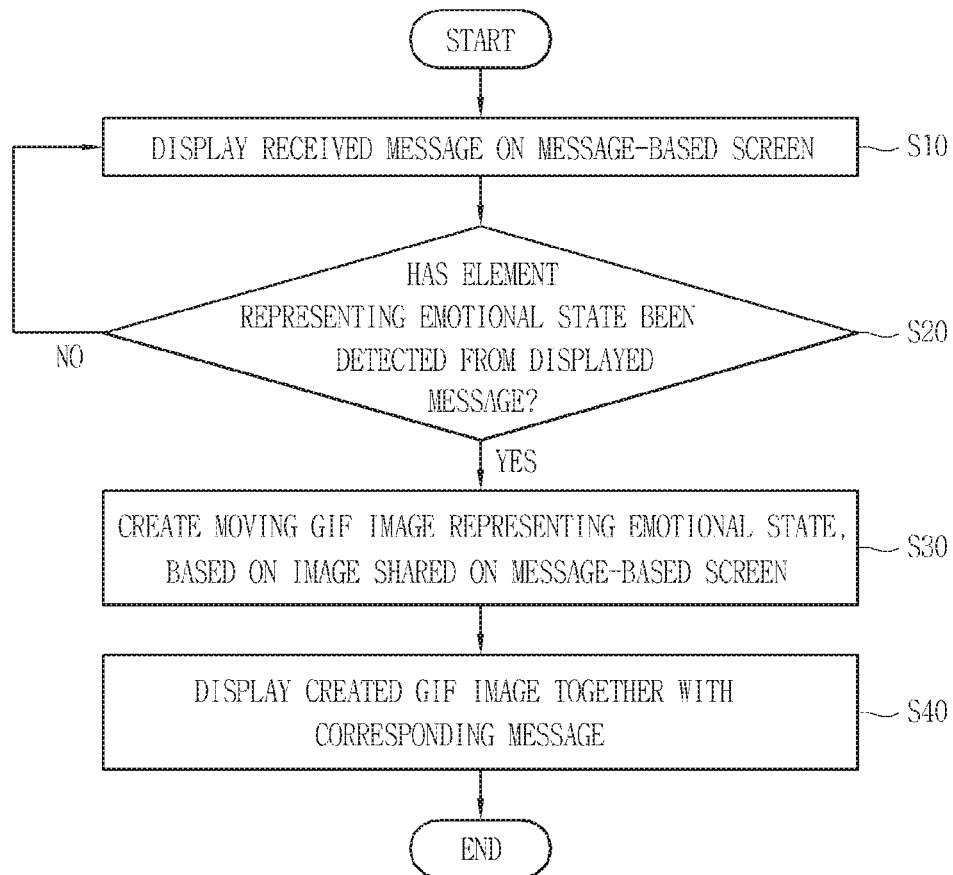 START
DISPLAY RECEIVED MESSAGE ON MESSAGE-BASED SCREEN
S10
HAS ELEMENT
REPRESENTING EMOTIONAL STATE BEEN
DETECTED FROM DISPLAYED
MESSAGE?
S20
NO
YES
CREATE MOVING GIF IMAGE REPRESENTING EMOTIONAL STATE,
BASED ON IMAGE SHARED ON MESSAGE-BASED SCREEN
S30
DISPLAY CREATED GIF IMAGE TOGETHER WITH
CORRESPONDING MESSAGE
S40
END